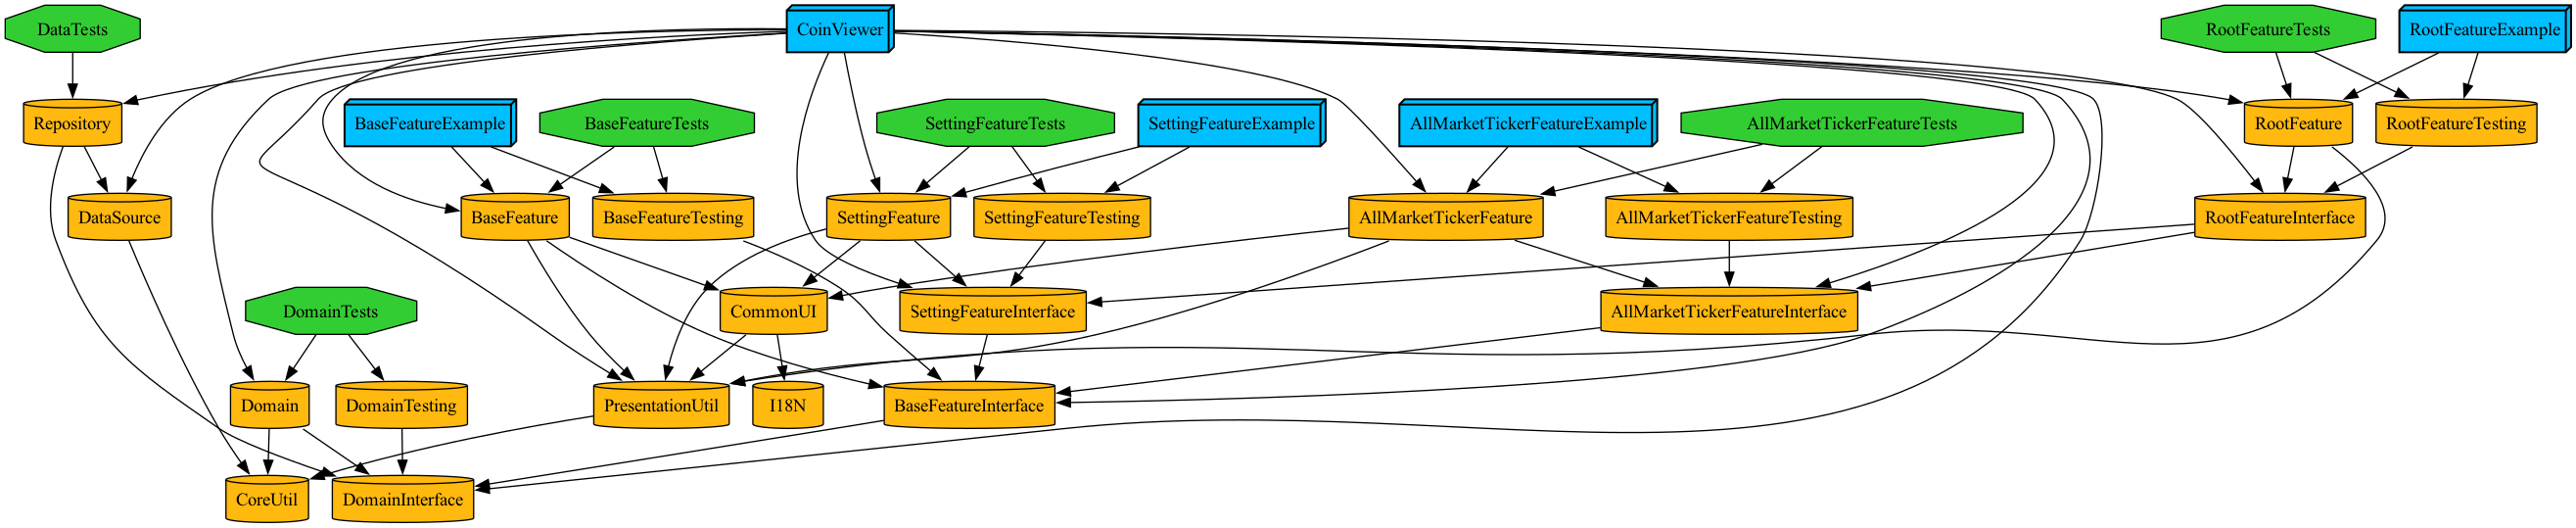 DataTests
CoinViewer
RootFeatureTests
RootFeatureExample
Repository
BaseFeatureExample
BaseFeatureTests
SettingFeatureTests
SettingFeatureExample
AllMarketTickerFeatureExample
AllMarketTickerFeatureTests
RootFeature
RootFeatureTesting
DataSource
BaseFeature
BaseFeatureTesting
SettingFeature
SettingFeatureTesting
AllMarketTickerFeature
AllMarketTickerFeatureTesting
RootFeatureInterface
DomainTests
CommonUI
SettingFeatureInterface
AllMarketTickerFeatureInterface
Domain
DomainTesting
PresentationUtil
I18N
BaseFeatureInterface
CoreUtil
DomainInterface